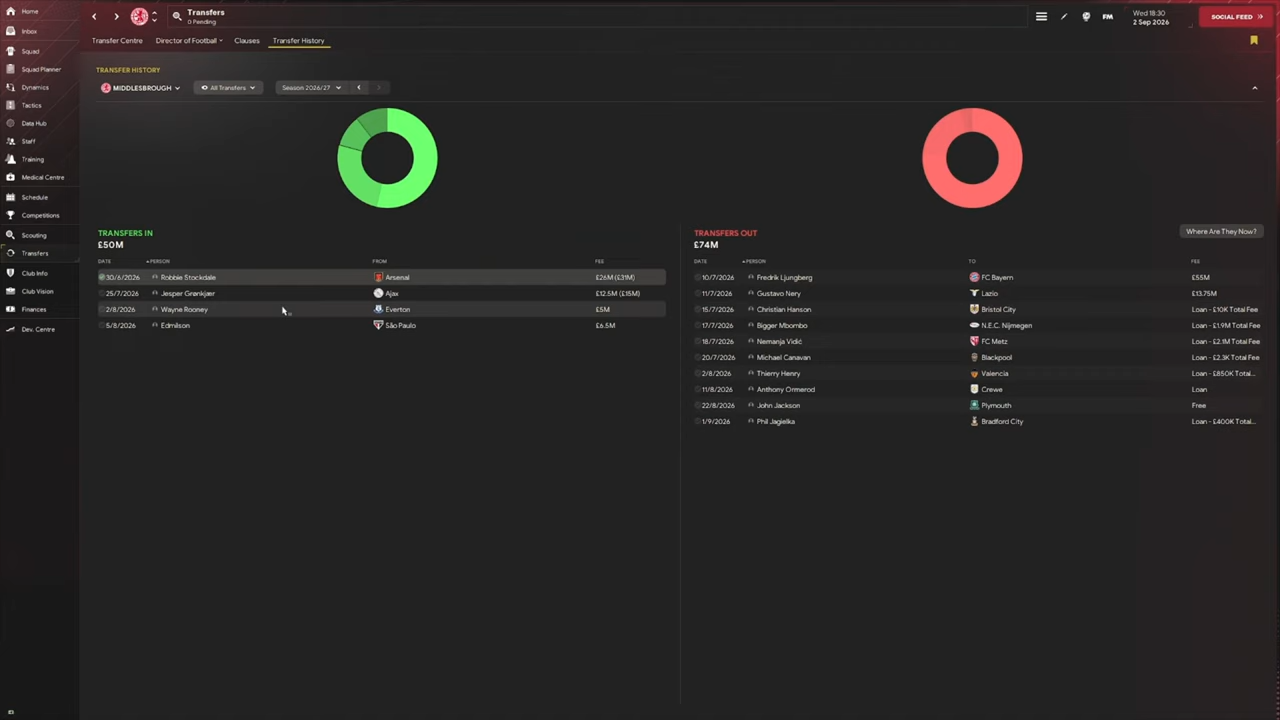 Home
Transfers
0 Pending
FM
Wed 18:30
2 Sep 2026
SOCIAL FEED
Inbox
Squad
Squad Planner
Dynamics
Tactics
Data Hub
Staff
Training
Medical Centre
Schedule
Competitions
Scouting
Transfers
Club Info
Club Vision
Finances
Dev. Centre
Transfer Centre Director of Football Clauses Transfer History
TRANSFER HISTORY
MIDDLESBROUGH All Transfers Season 2026/27
TRANSFERS IN
£50M
DATE PERSON FROM FEE
30/6/2026 Robbie Stockdale Arsenal £26M (£31M)
25/7/2026 Jesper Grønkjær Ajax £12.5M (£15M)
2/8/2026 Wayne Rooney Everton £5M
5/8/2026 Edmilson São Paulo £6.5M
TRANSFERS OUT
£74M
Where Are They Now?
DATE PERSON TO FEE
10/7/2026 Fredrik Ljungberg FC Bayern £55M
11/7/2026 Gustavo Nery Lazio £13.75M
15/7/2026 Christian Hanson Bristol City Loan - £10K Total Fee
17/7/2026 Bigger Mbombo N.E.C. Nijmegen Loan - £1.9M Total Fee
18/7/2026 Nemanja Vidić FC Metz Loan - £2.1M Total Fee
20/7/2026 Michael Canavan Blackpool Loan - £2.3K Total Fee
2/8/2026 Thierry Henry Valencia Loan - £850K Total...
11/8/2026 Anthony Ormerod Crewe Loan
22/8/2026 John Jackson Plymouth Free
1/9/2026 Phil Jagielka Bradford City Loan - £400K Total...